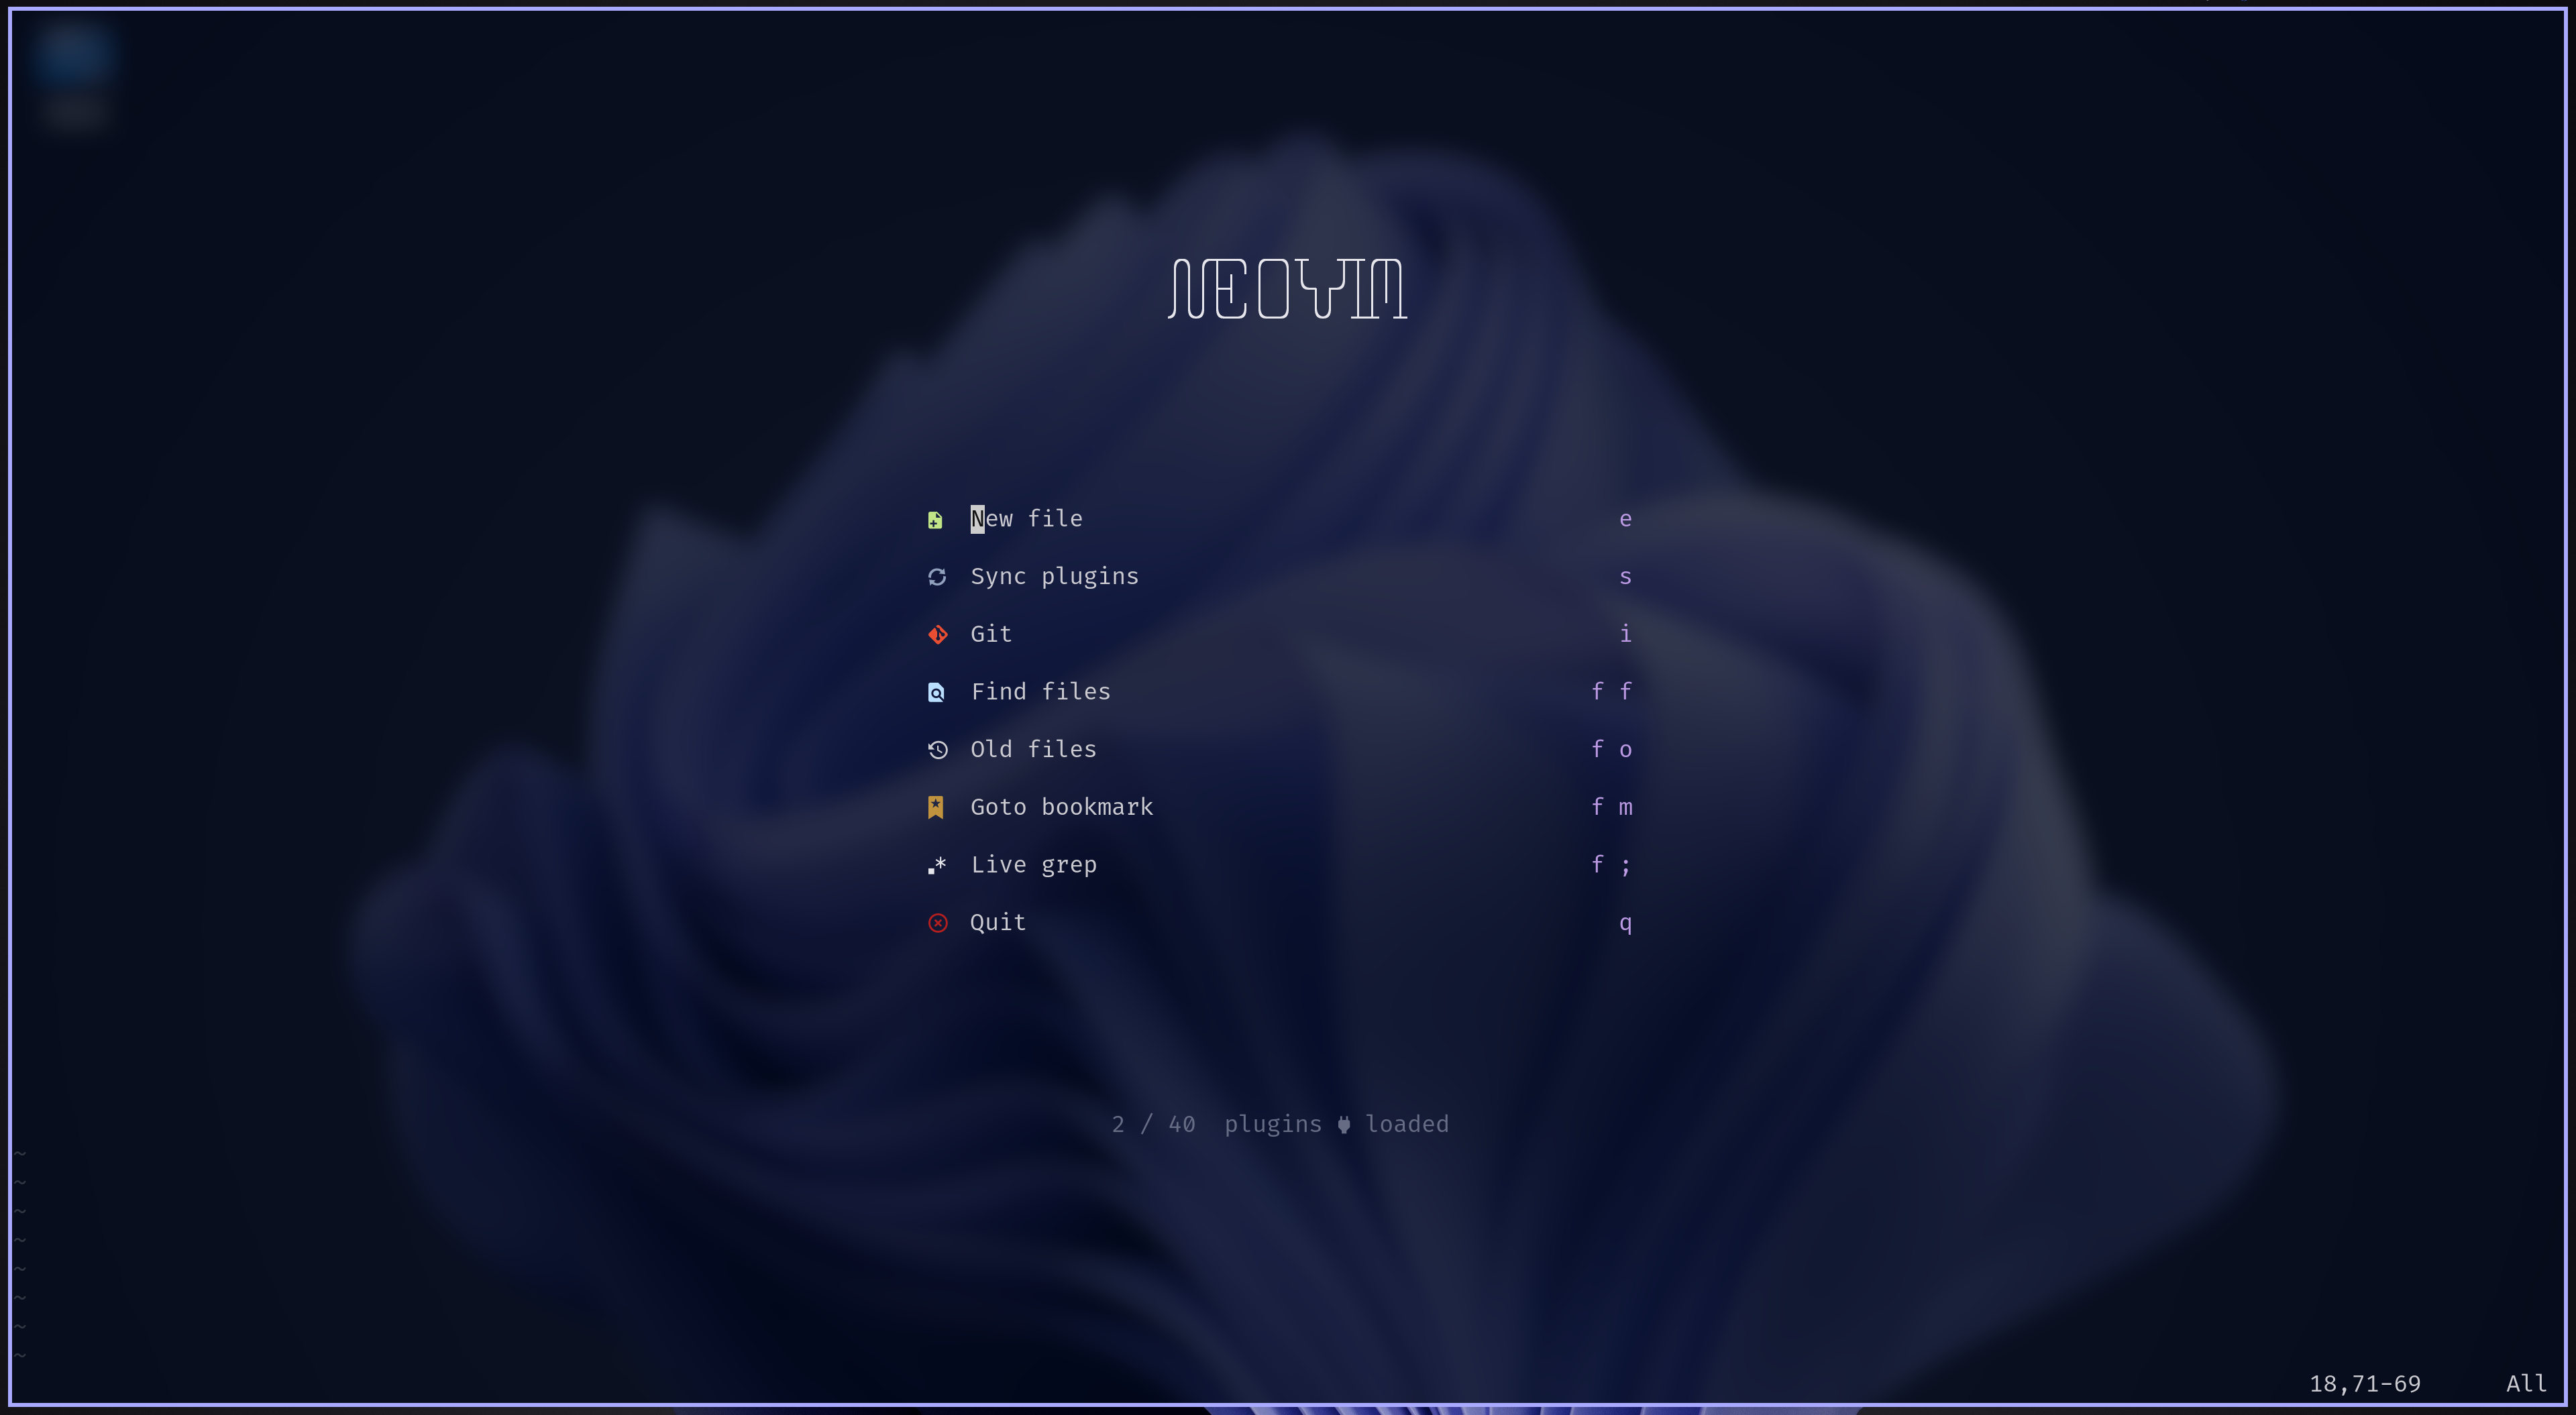 NEOVIM
New file e
Sync plugins s
Git i
Find files f f
Old files f o
Goto bookmark f m
.* Live grep f ;
Quit q
2 / 40 plugins loaded
~
~
~
~
~
~
~
~
18,71-69 All